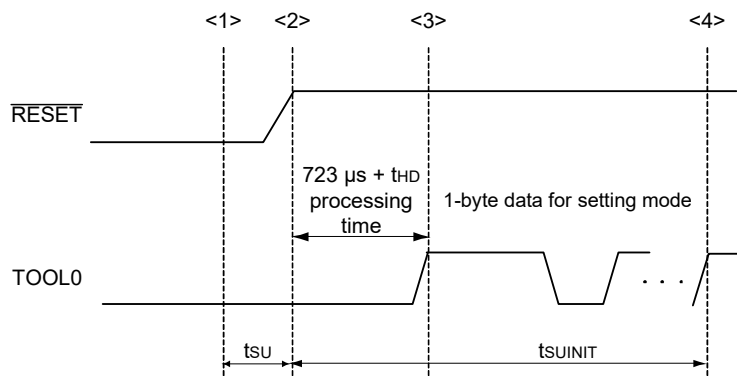 <1> <2> <3> <4>
RESET
723 µs + tHD
processing
time
1-byte data for setting mode
TOOL0
. . .
tSU
tSUINIT